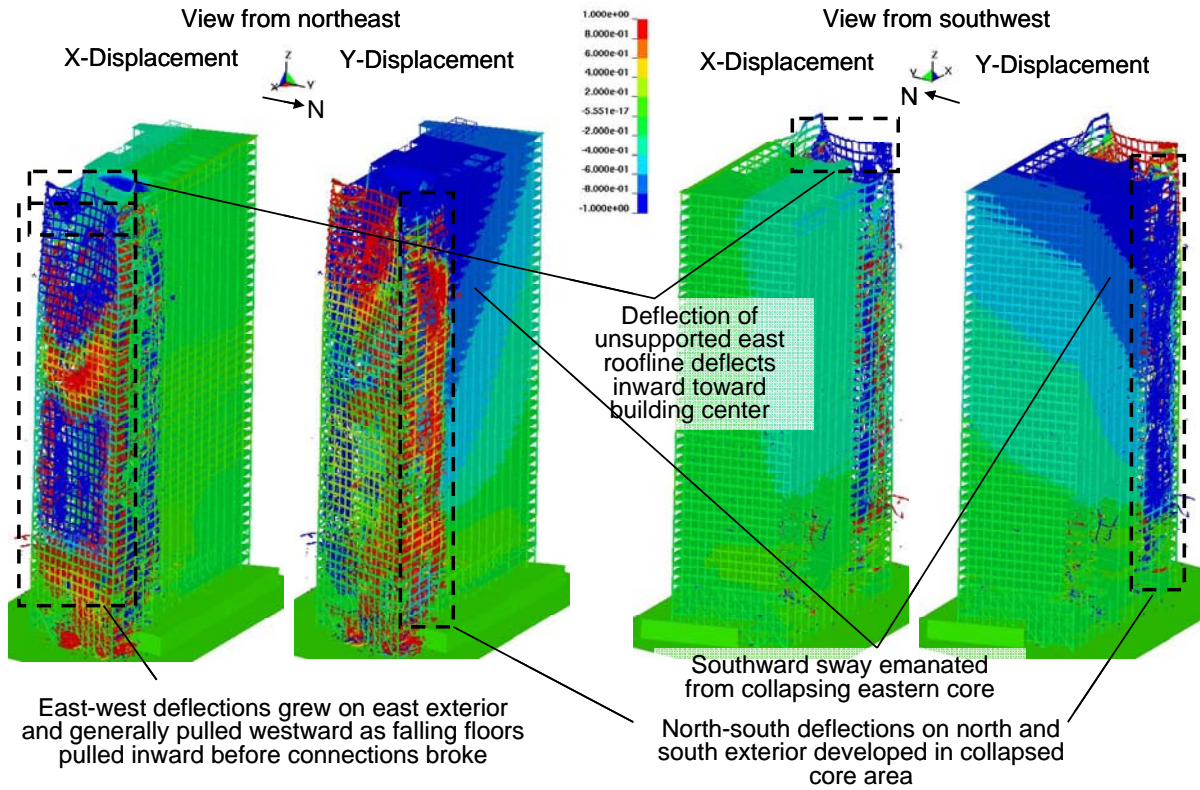 View from northeast
X-Displacement
Y-Displacement
Z
X
Y
N
1.000e+00
8.000e-01
6.000e-01
4.000e-01
2.000e-01
-5.551e-17
-2.000e-01
-4.000e-01
-6.000e-01
-8.000e-01
-1.000e+00
View from southwest
X-Displacement
Y-Displacement
Z
Y
X
N
Deflection of
unsupported east
roofline deflects
inward toward
building center
Southward sway emanated
from collapsing eastern core
East-west deflections grew on east exterior
and generally pulled westward as falling floors
pulled inward before connections broke
North-south deflections on north and
south exterior developed in collapsed
core area